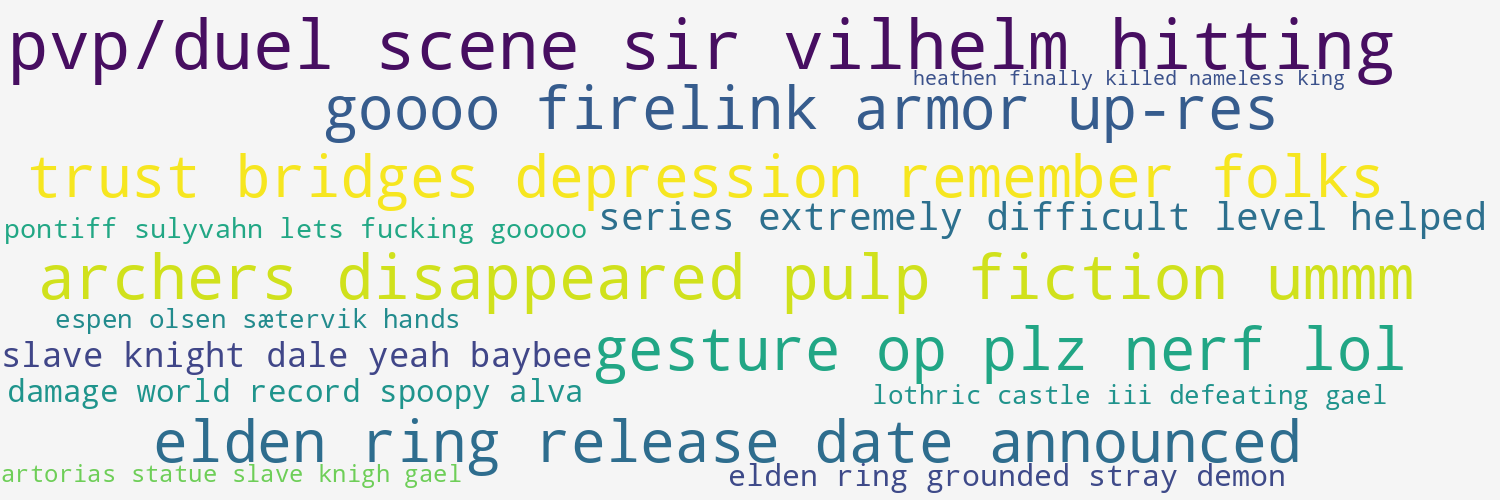 pvp/duel scene sir vilhelm hitting
heathen finally killed nameless king
goooo firelink armor up-res
trust bridges depression remember folks
series extremely difficult level helped
pontiff sulyvahn lets fucking gooooo
archers disappeared pulp fiction ummm
espen olsen sætervik hands
slave knight dale yeah baybee
gesture op plz nerf lol
damage world record spoopy alva
lothric castle iii defeating gael
elden ring release date announced
artorias statue slave knigh gael
elden ring grounded stray demon